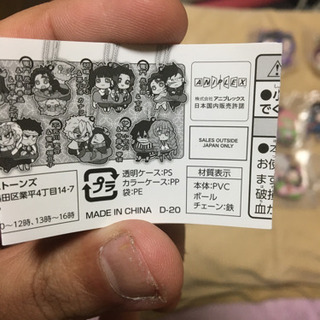 ANIPLEX
株式会社アニプレックス
日本国内販売許諾
SALES OUTSIDE
JAPAN ONLY
ストーンズ
田区業平4丁目14-7
0〜12時、13時〜16時
プラ
透明ケース:PS
カラーケース:PP
袋:PE
MADE IN CHINA D-20
材質表示
本体:PVC
ボール
チェーン:鉄
お使
ます
破損
血が